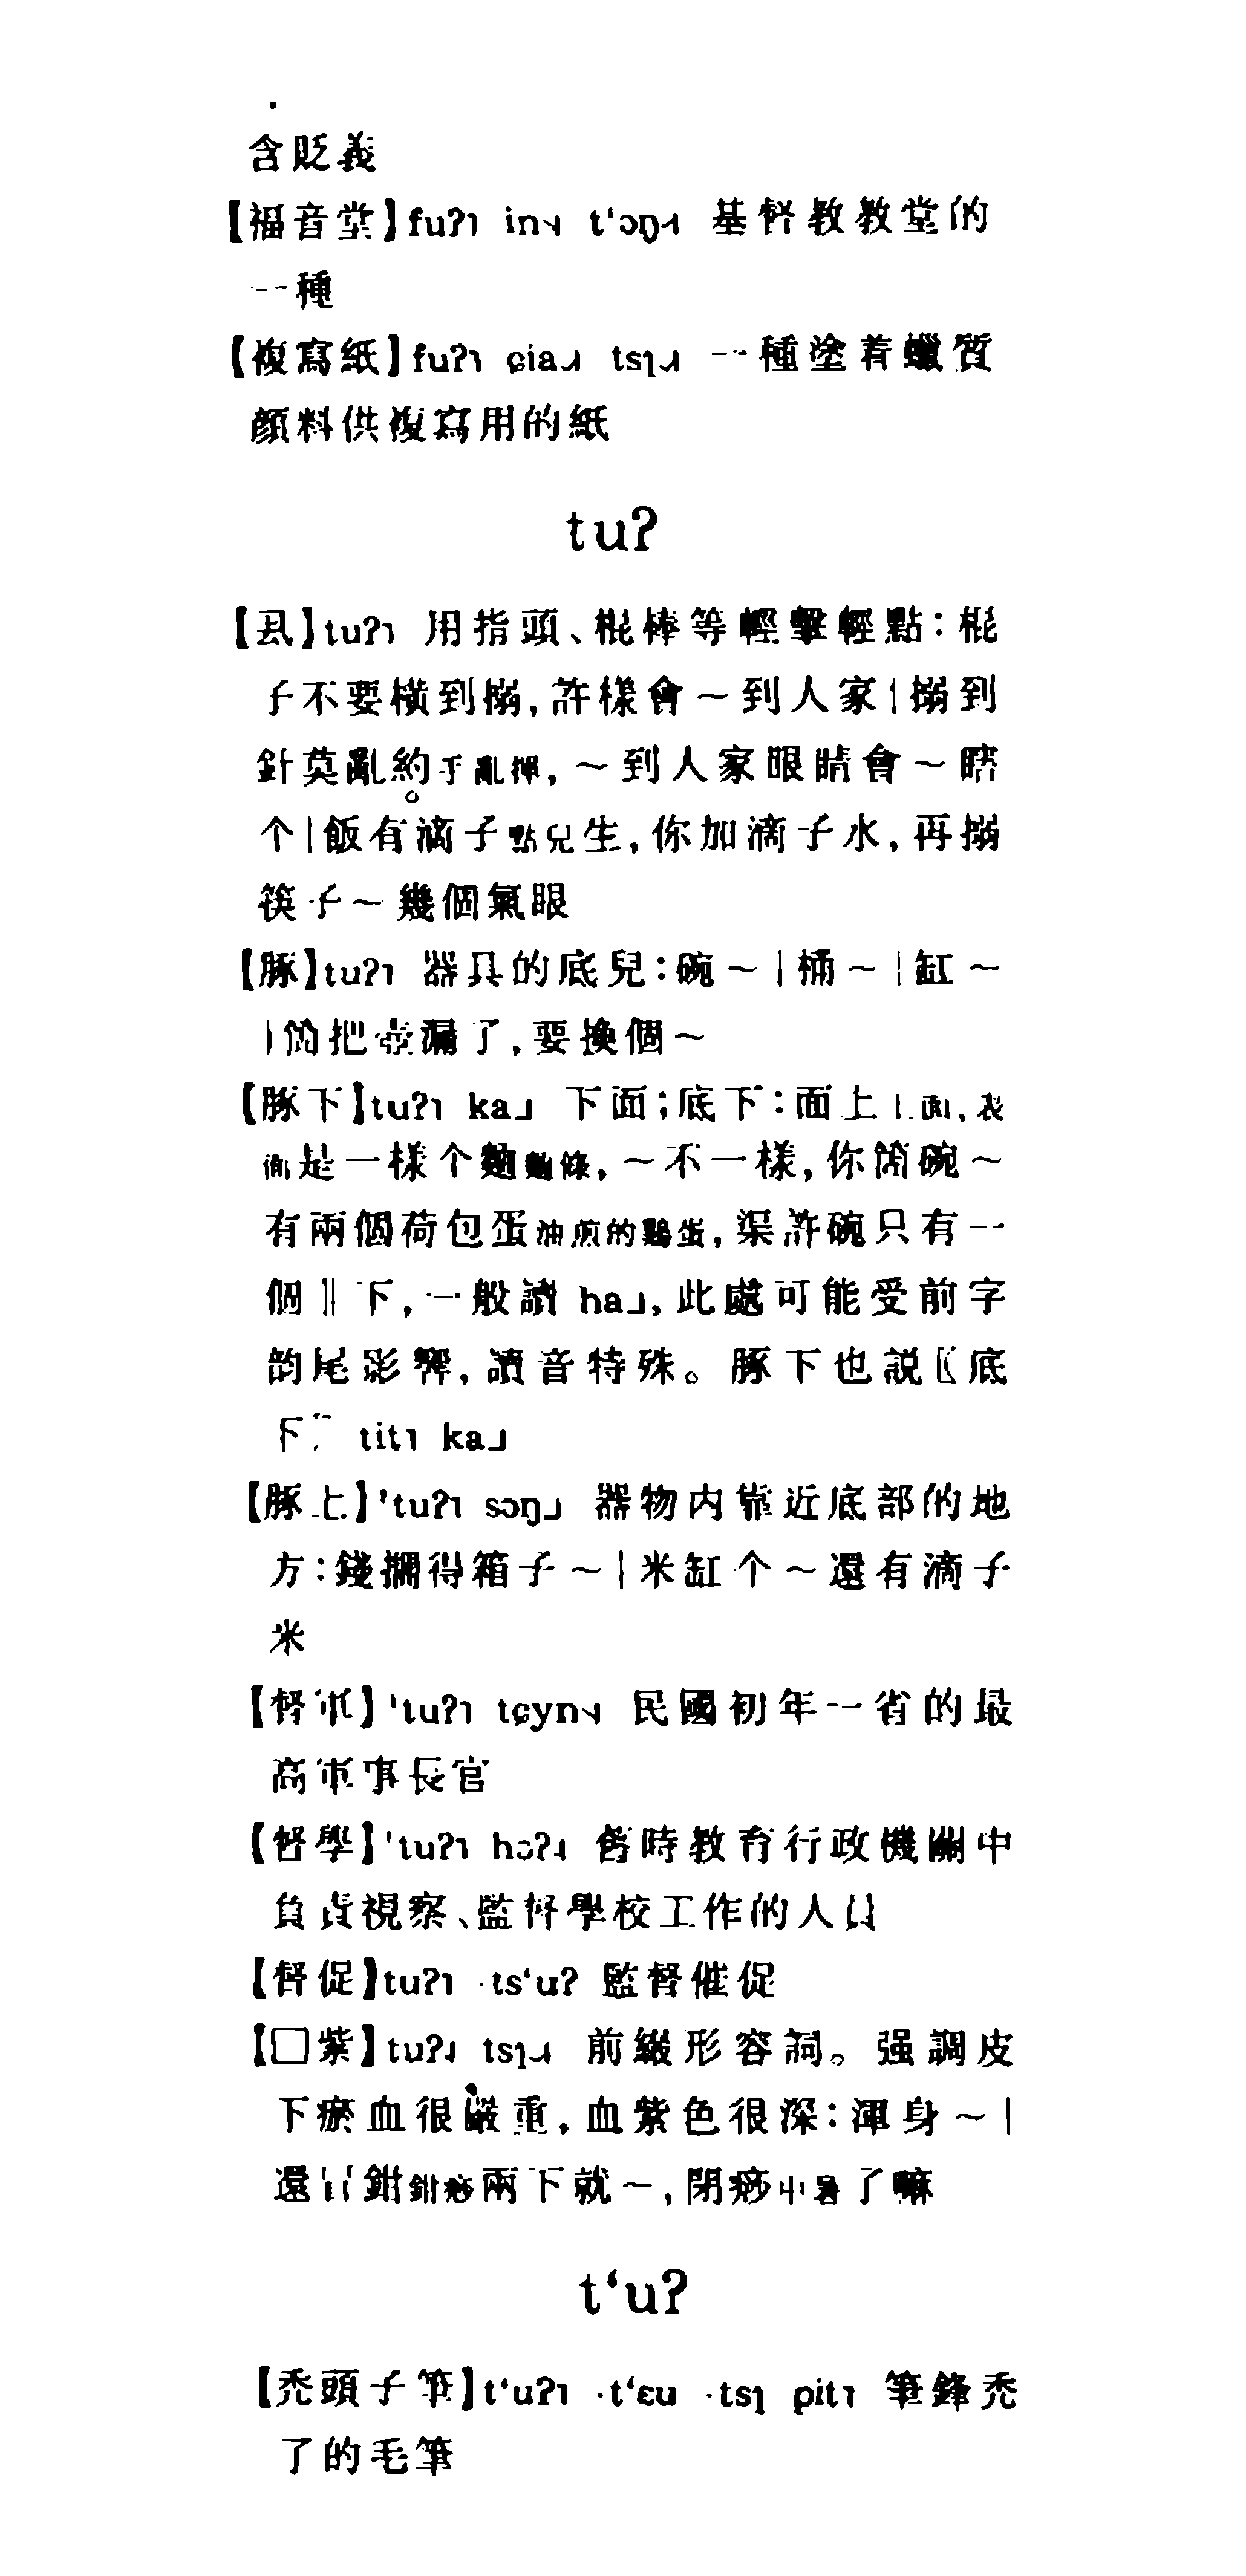 含貶義
【福音堂】fuʔ˥ in˧˨ t‘ɔŋ˨˦ 基督教教堂的
一種
【複寫紙】fuʔ˥ ɕia tsɿ 一種塗着蠟質
顏料供複寫用的紙
tuʔ
【厾】tuʔ˥ 用指頭、棍棒等輕擊輕點：棍
子不要橫到搦，許樣會～到人家｜搦到
針莫亂約手亂揮，～到人家眼睛會～瞎
个｜飯有滴子點兒生，你加滴子水，再搦
筷子～幾個氣眼
【豚】tuʔ˥ 器具的底兒：碗～｜桶～｜缸～
｜箇把壺漏了，要换個～
【豚下】tuʔ˥ ka˩ 下面；底下：面上上面，表
面是一樣个麵麵條，～不一樣，你箇碗～
有兩個荷包蛋油煎的鷄蛋，渠許碗只有一
個‖下，一般讀 ha˩，此處可能受前字
韵尾影響，讀音特殊。豚下也説〖底
下〗 tit˥ ka˩
【豚上】'tuʔ˥ sɔŋ˩ 器物内靠近底部的地
方：錢擱得箱子～｜米缸个～還有滴子
米
【督軍】'tuʔ˥ tɕyn 民國初年一省的最
高軍事長官
【督學】'tuʔ˥ hɔʔ 舊時教育行政機關中
負責視察、監督學校工作的人員
【督促】tuʔ˥ ·ts‘uʔ 監督催促
【□紫】tuʔ tsɿ 前綴形容詞。强調皮
下瘀血很嚴重，血紫色很深：渾身～｜
還冇鉗鉗痧兩下就～，閉痧中暑了嘛
t‘uʔ
【禿頭子筆】t‘uʔ˥ ·t‘ɛu ·tsɿ pit˥ 筆鋒禿
了的毛筆